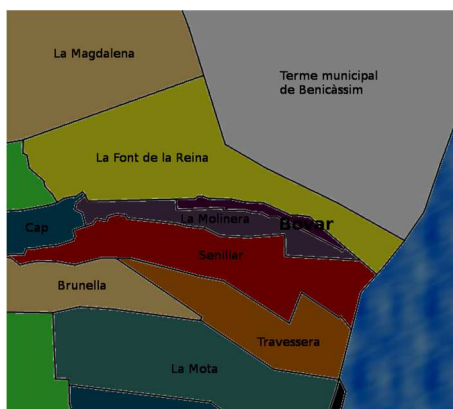 La Magdalena
Terme municipal
de Benicàssim
La Font de la Reina
La Molinera
Bovar
Cap
Senillar
Brunella
Travessera
La Mota